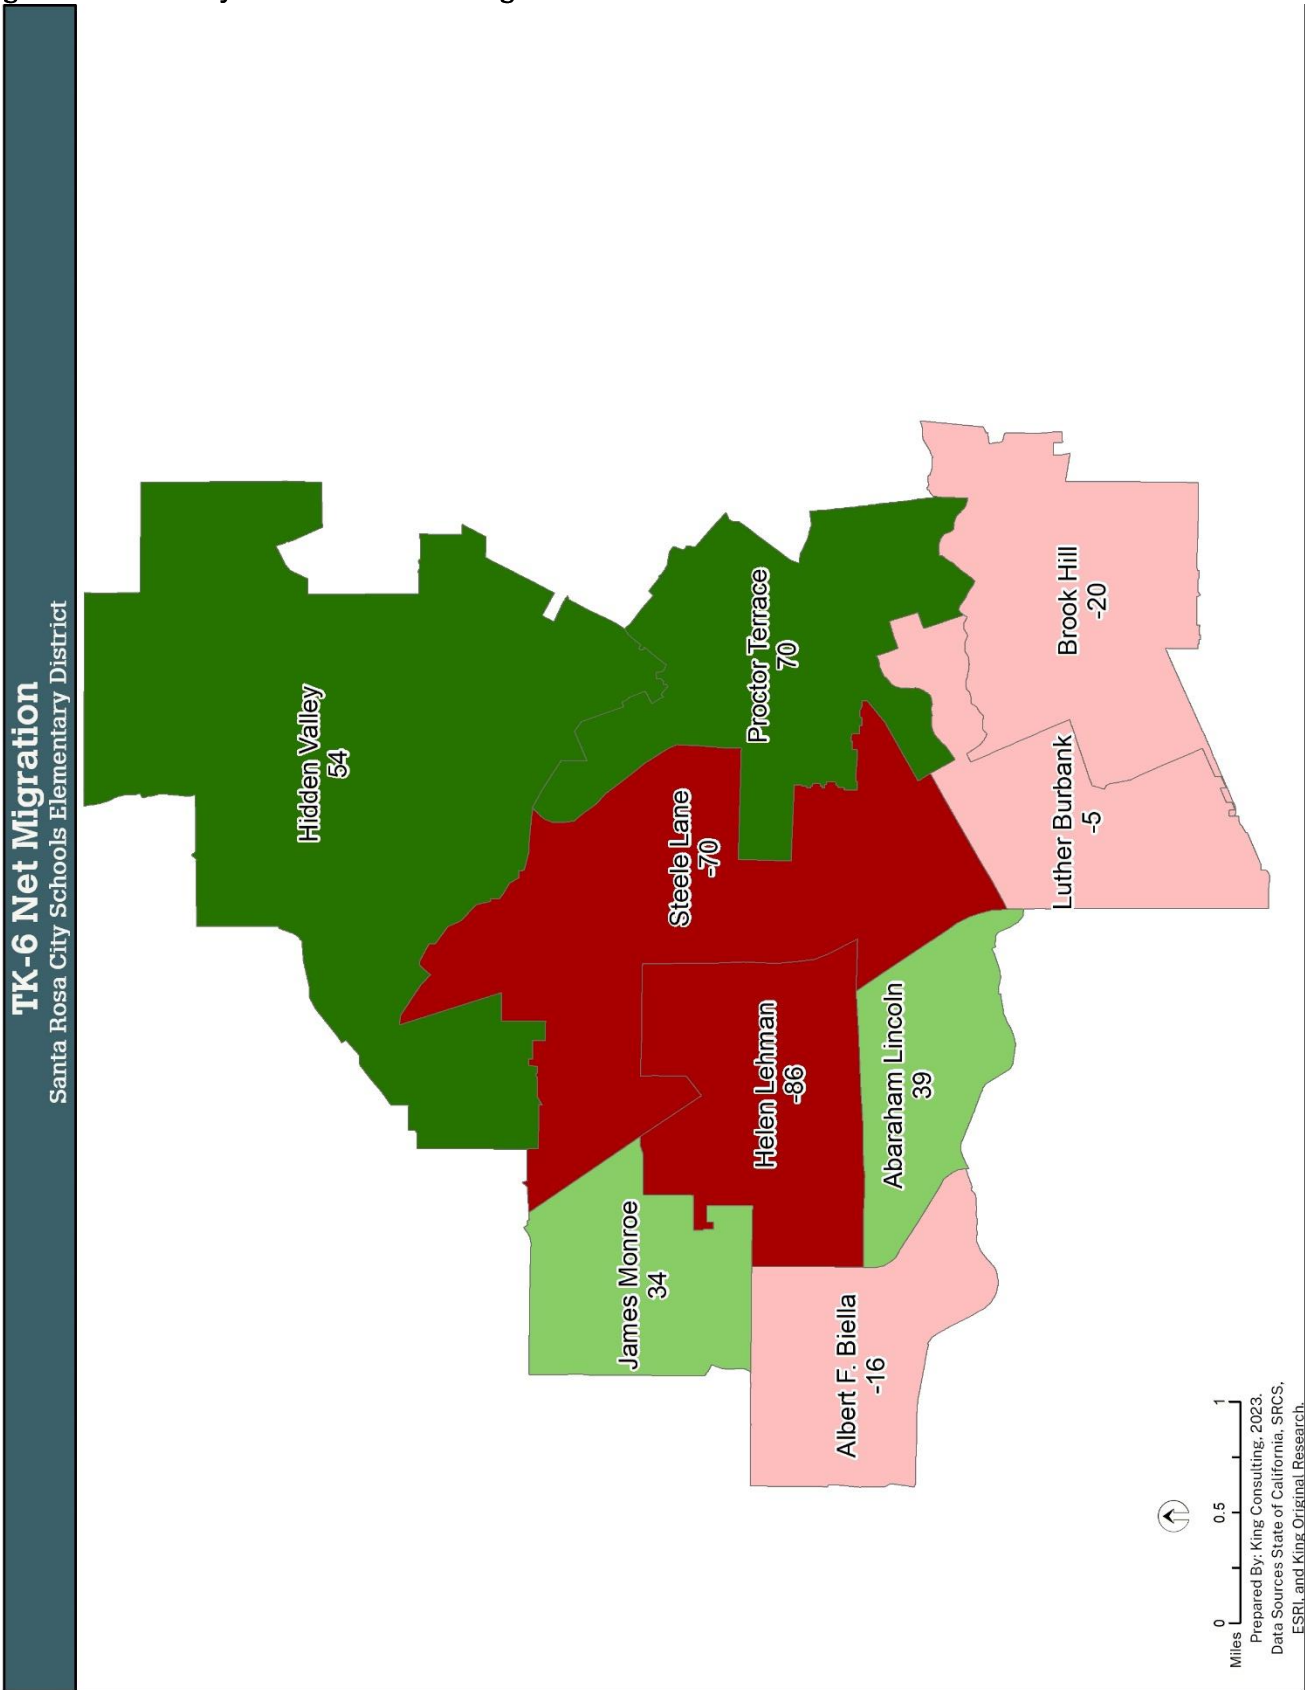 TK-6 Net Migration
Santa Rosa City Schools Elementary District
Hidden Valley
54
Proctor Terrace
70
Steele Lane
-70
Brook Hill
-20
Luther Burbank
-5
Helen Lehman
-86
Abaraham Lincoln
39
James Monroe
34
Albert F. Biella
-16
0 0.5 1
Miles
Prepared By: King Consulting, 2023.
Data Sources State of California, SRCS,
ESRI, and King Original Research.